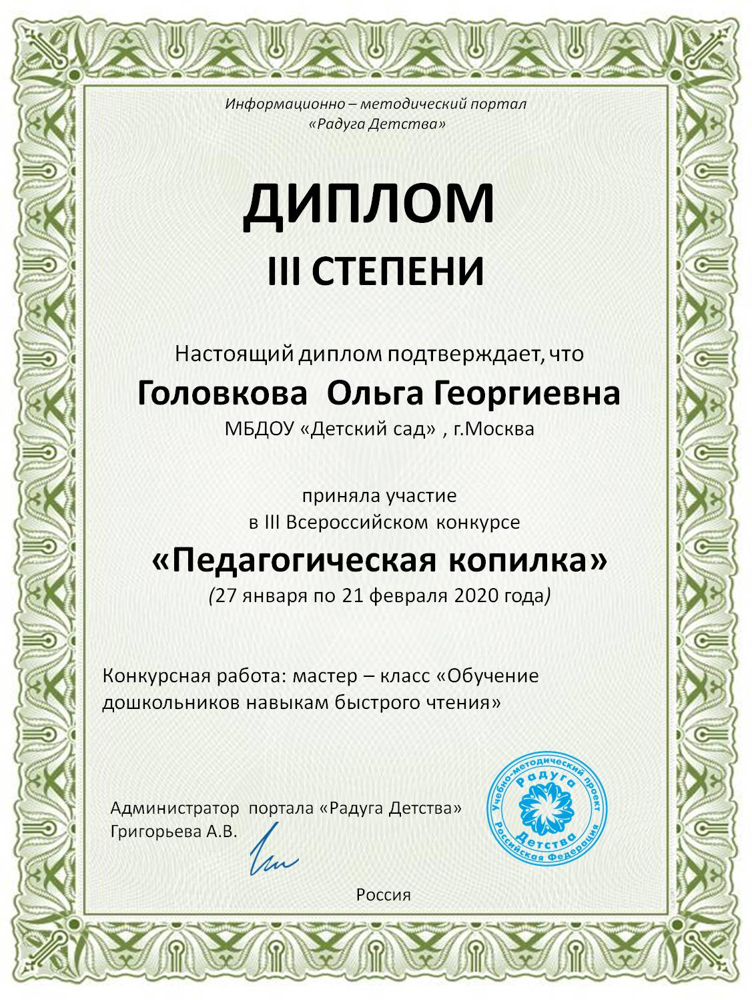 Информационно – методический портал
«Радуга Детства»
ДИПЛОМ
III СТЕПЕНИ
Настоящий диплом подтверждает, что
Головкова Ольга Георгиевна
МБДОУ «Детский сад» , г.Москва
приняла участие
в III Всероссийском конкурсе
«Педагогическая копилка»
(27 января по 21 февраля 2020 года)
Конкурсная работа: мастер – класс «Обучение
дошкольников навыкам быстрого чтения»
Учебно-методический проект
Радуга
Детства
Российская Федерация
Администратор портала «Радуга Детства»
Григорьева А.В.
Россия